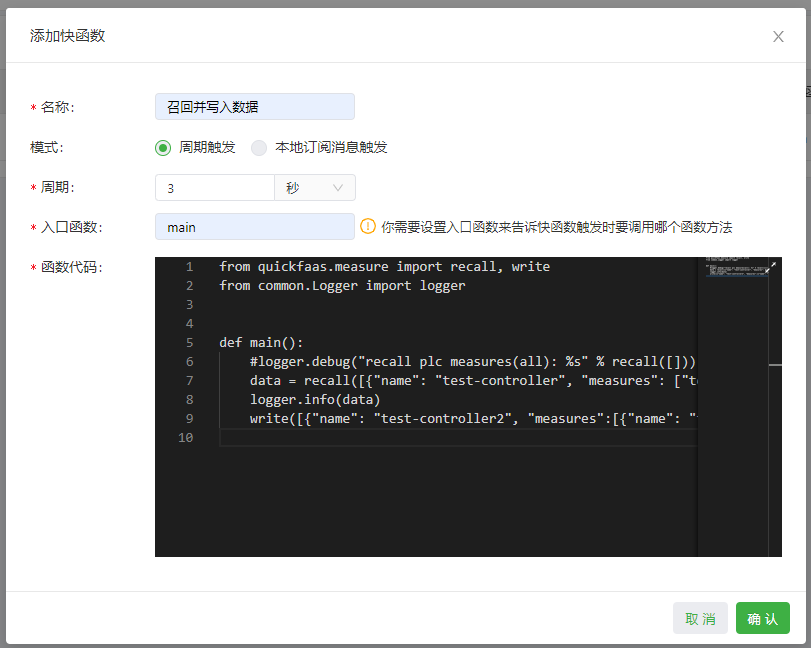 添加快函数
* 名称:
召回并写入数据
模式:
周期触发
本地订阅消息触发
* 周期:
3
秒
* 入口函数:
main
你需要设置入口函数来告诉快函数触发时要调用哪个函数方法
* 函数代码:
1 from quickfaas.measure import recall, write
2 from common.Logger import logger
3
4
5 def main():
6 #logger.debug("recall plc measures(all): %s" % recall([]))
7 data = recall([{"name": "test-controller", "measures": ["t
8 logger.info(data)
9 write([{"name": "test-controller2", "measures":[{"name": "
10
取 消
确 认